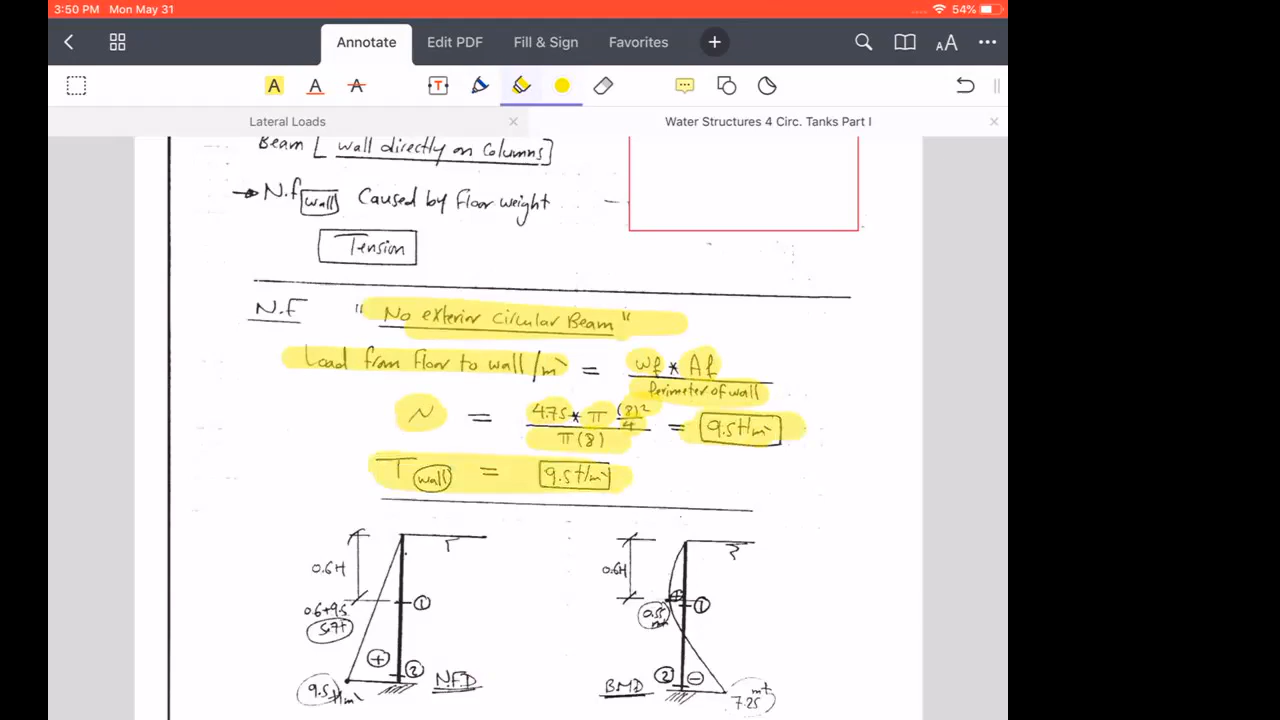 3:50 PM Mon May 31
54%
Annotate Edit PDF Fill & Sign Favorites
Lateral Loads
Water Structures 4 Circ. Tanks Part I
Beam [ wall directly on Columns]
N.f wall Caused by Floor weight
Tension
N.F " No exterior Circular Beam "
Load from Floor to wall /m` = wf * Af / Perimeter of wall
N = 4.75 * π (8)²/4 / π (8) = 9.5 t/m`
T wall = 9.5 t/m`
0.6H
0.6*9.5
5.7t
1
+
2
9.5 t/m`
N.F.D
0.6H
+
1
2
-
B.M.D
7.25 mt